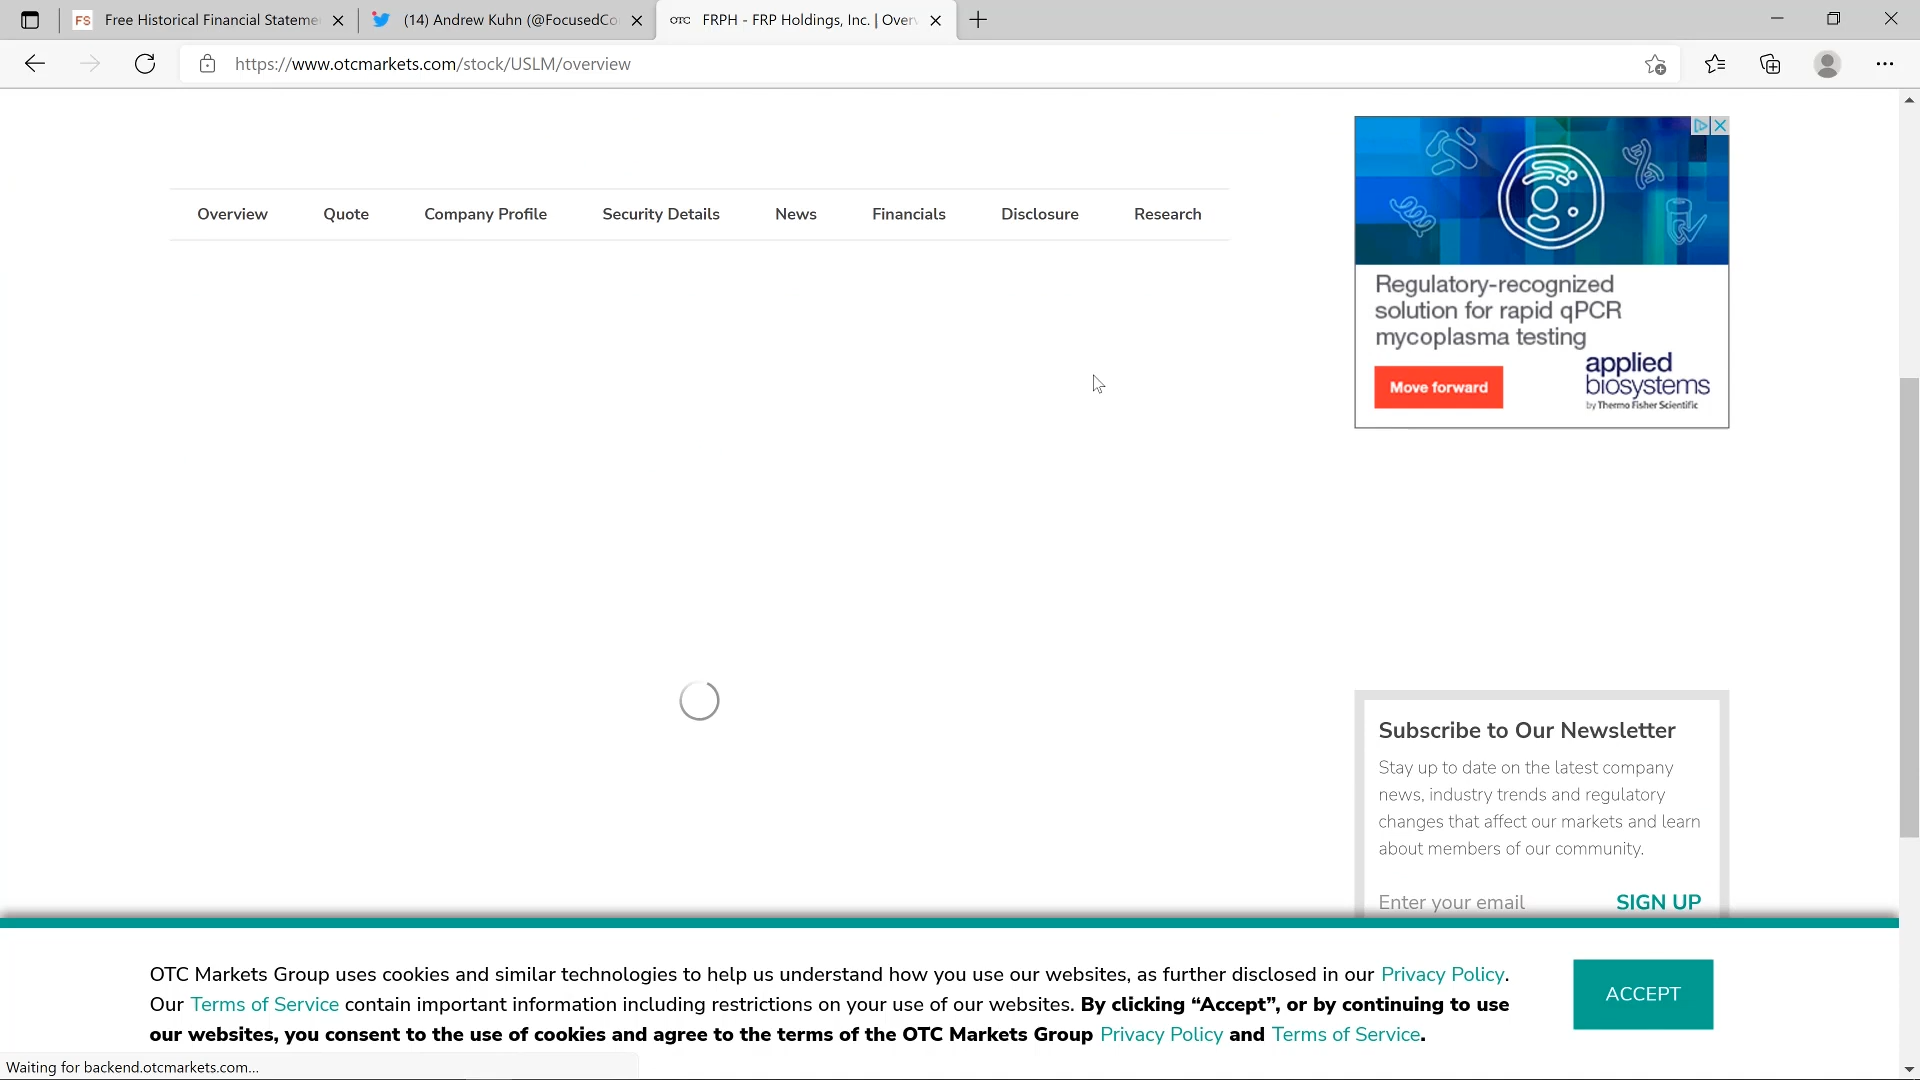 FS Free Historical Financial Stateme
(14) Andrew Kuhn (@FocusedCo
OTC FRPH - FRP Holdings, Inc. | Over
https://www.otcmarkets.com/stock/USLM/overview
Overview Quote Company Profile Security Details News Financials Disclosure Research
Regulatory-recognized
solution for rapid qPCR
mycoplasma testing
Move forward
applied
biosystems
by Thermo Fisher Scientific
Subscribe to Our Newsletter
Stay up to date on the latest company
news, industry trends and regulatory
changes that affect our markets and learn
about members of our community.
Enter your email SIGN UP
OTC Markets Group uses cookies and similar technologies to help us understand how you use our websites, as further disclosed in our Privacy Policy.
Our Terms of Service contain important information including restrictions on your use of our websites. By clicking “Accept”, or by continuing to use
our websites, you consent to the use of cookies and agree to the terms of the OTC Markets Group Privacy Policy and Terms of Service.
ACCEPT
Waiting for backend.otcmarkets.com...